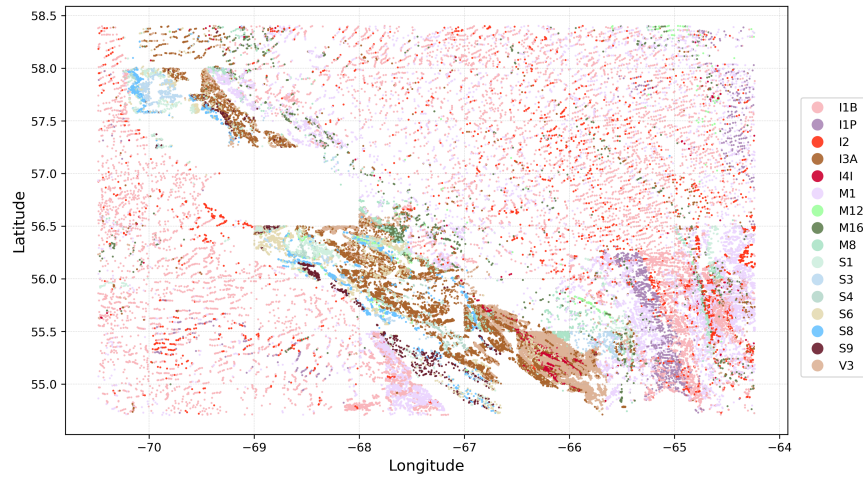 58.5
58.0
57.5
57.0
56.5
56.0
55.5
55.0
Latitude
−70
−69
−68
−67
−66
−65
−64
Longitude
I1B
I1P
I2
I3A
I4I
M1
M12
M16
M8
S1
S3
S4
S6
S8
S9
V3